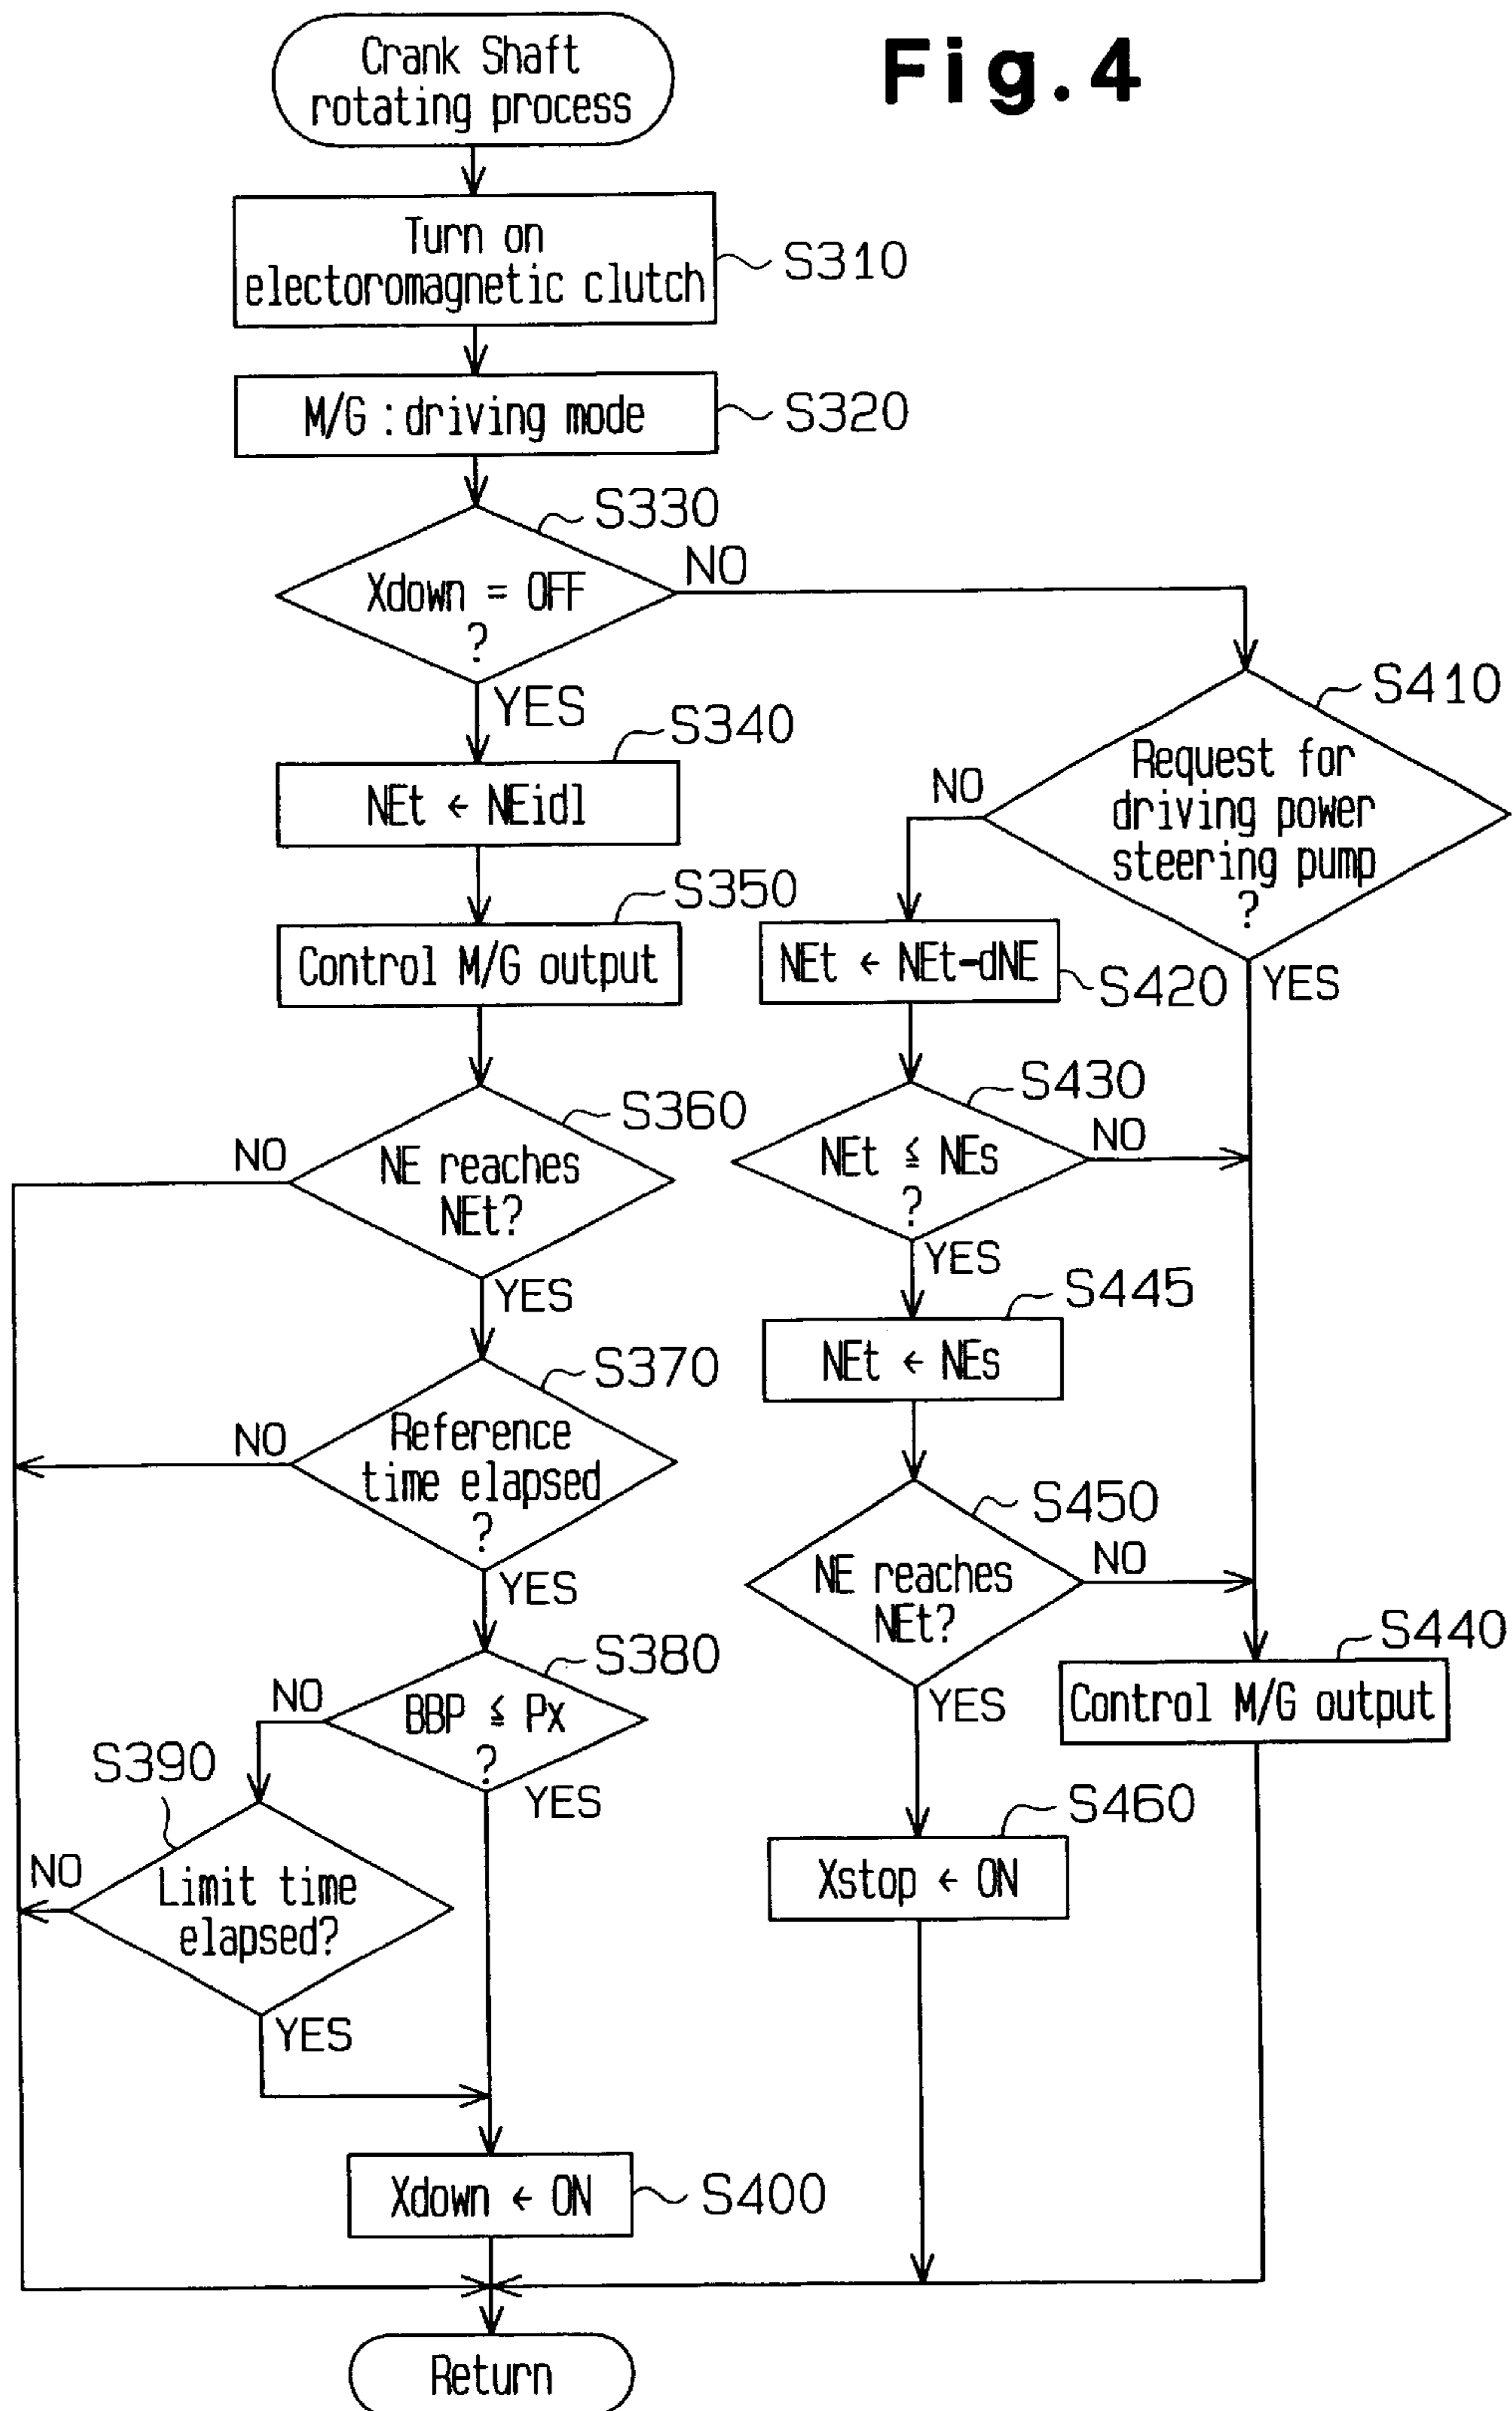 Fig.4
Crank Shaft
rotating process
Turn on
electoromagnetic clutch
S310
M/G : driving mode
S320
S330
Xdown = OFF
?
NO
YES
S340
NEt ← NEidl
S350
Control M/G output
S360
NE reaches
NEt?
NO
YES
S370
Reference
time elapsed
?
NO
YES
S380
BBP ≦ Px
?
NO
YES
S390
Limit time
elapsed?
NO
YES
Xdown ← ON
S400
S410
Request for
driving power
steering pump
?
NO
YES
NEt ← NEt-dNE
S420
S430
NEt ≦ NEs
?
NO
YES
S445
NEt ← NEs
S450
NE reaches
NEt?
NO
YES
S440
Control M/G output
S460
Xstop ← ON
Return